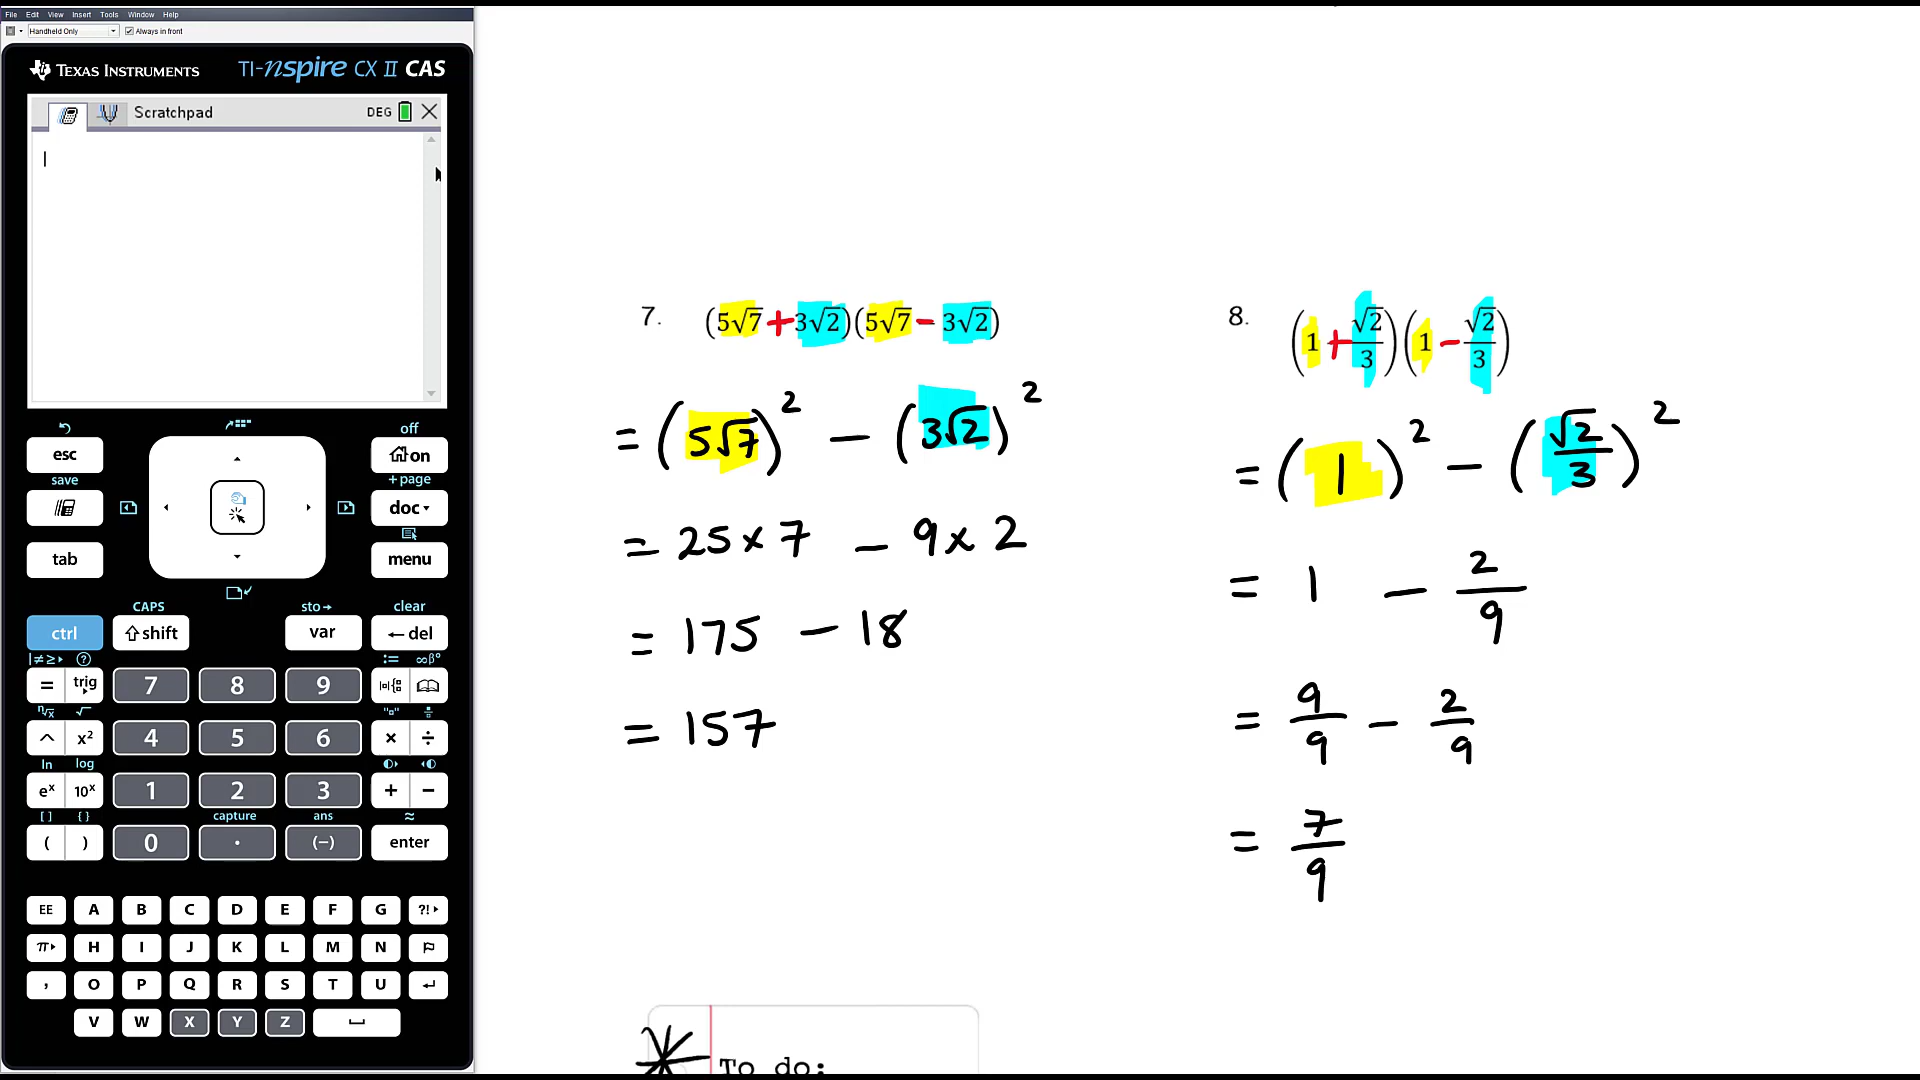 File Edit View Insert Tools Window Help
Handheld Only Always in front
TEXAS INSTRUMENTS TI-nspire CX II CAS
Scratchpad DEG
off
esc on
save + page
doc
tab menu
CAPS sto→ clear
ctrl shift var ← del
|≠≥▸ ? := ∞β°
= trig 7 8 9
ⁿ√x √
^ x² 4 5 6 × ÷
ln log
eˣ 10ˣ 1 2 3 + −
[ ] { } capture ans ≈
( ) 0 . (−) enter
EE A B C D E F G ?!▸
π▸ H I J K L M N
, O P Q R S T U ↵
V W X Y Z
7. (5√7 + 3√2)(5√7 − 3√2)
= (5√7)² − (3√2)²
= 25 × 7 − 9 × 2
= 175 − 18
= 157
8. (1 + √2/3)(1 − √2/3)
= (1)² − (√2/3)²
= 1 − 2/9
= 9/9 − 2/9
= 7/9
To do: